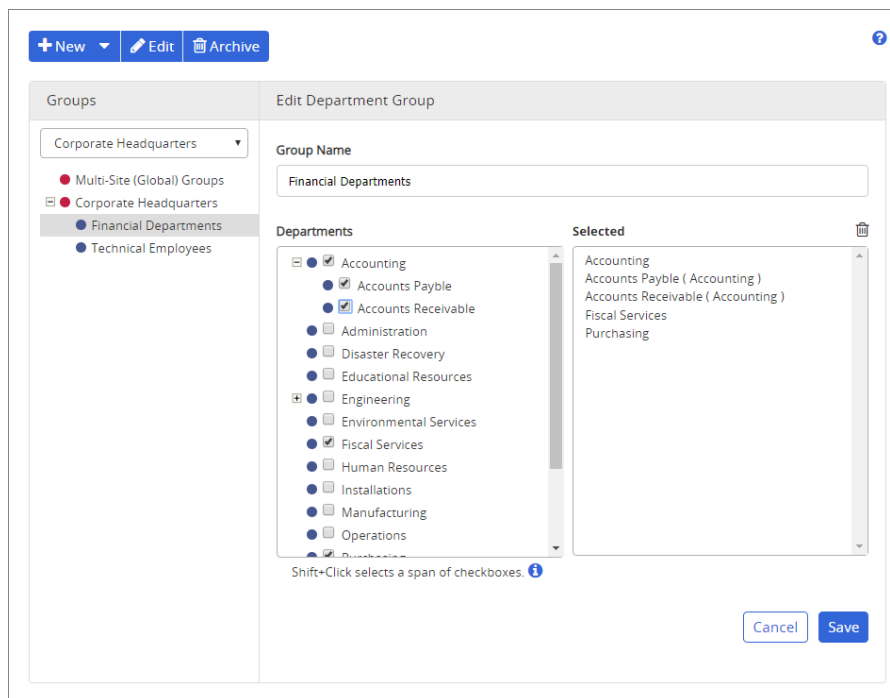 New Edit Archive
Groups
Edit Department Group
Corporate Headquarters
Multi-Site (Global) Groups
Corporate Headquarters
Financial Departments
Technical Employees
Group Name
Financial Departments
Departments
Accounting
Accounts Payble
Accounts Receivable
Administration
Disaster Recovery
Educational Resources
Engineering
Environmental Services
Fiscal Services
Human Resources
Installations
Manufacturing
Operations
Purchasing
Shift+Click selects a span of checkboxes.
Selected
Accounting
Accounts Payble ( Accounting )
Accounts Receivable ( Accounting )
Fiscal Services
Purchasing
Cancel Save